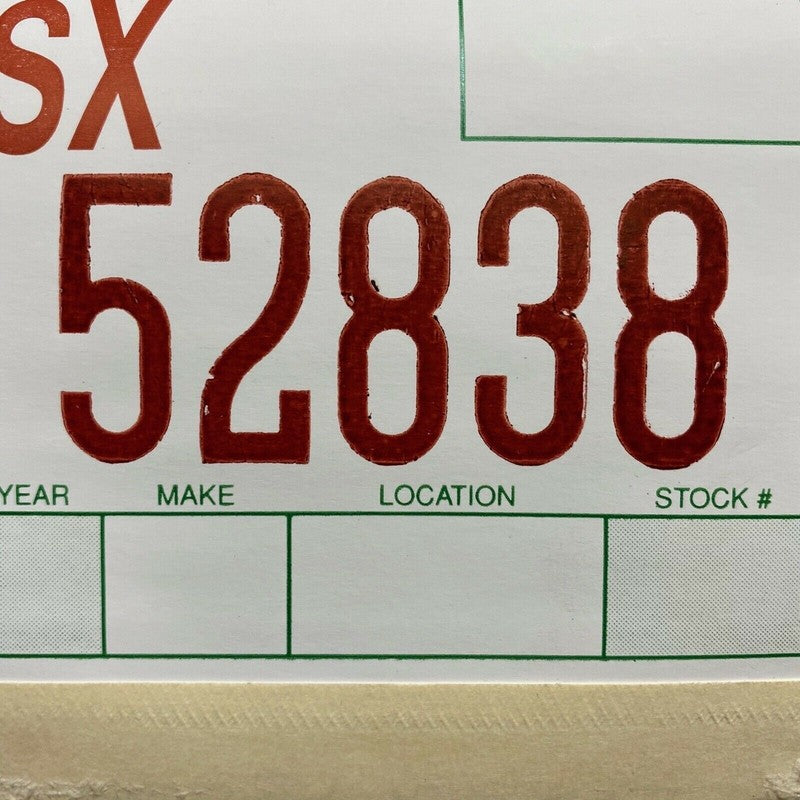 SX
52838
YEAR MAKE LOCATION STOCK #